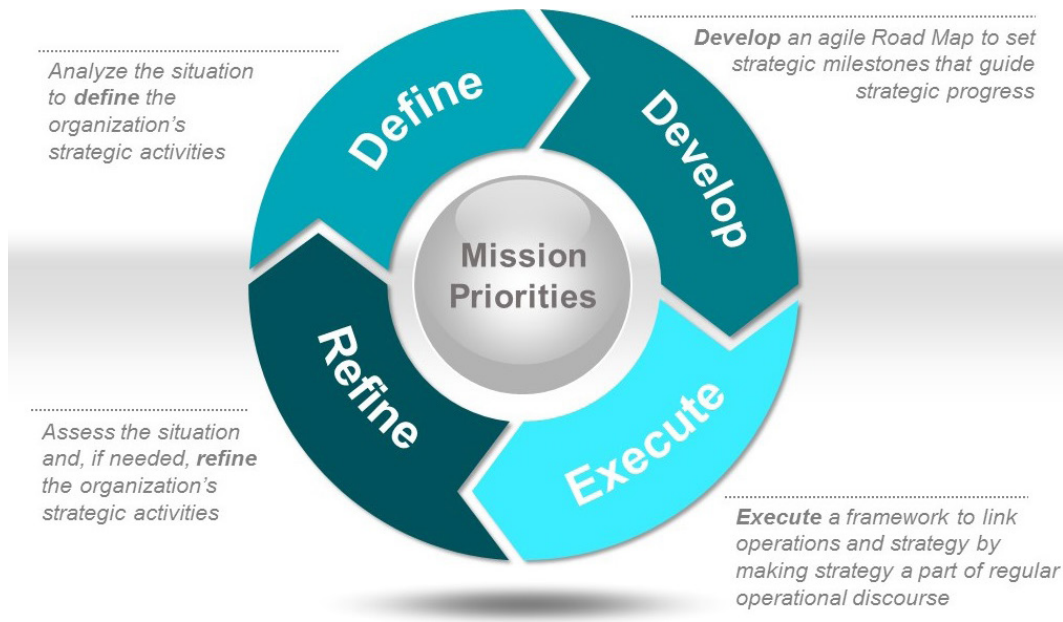 Define
Analyze the situation
to define the
organization's
strategic activities
Develop
Develop an agile Road Map to set
strategic milestones that guide
strategic progress
Mission
Priorities
Execute
Execute a framework to link
operations and strategy by
making strategy a part of regular
operational discourse
Refine
Assess the situation
and, if needed, refine
the organization's
strategic activities